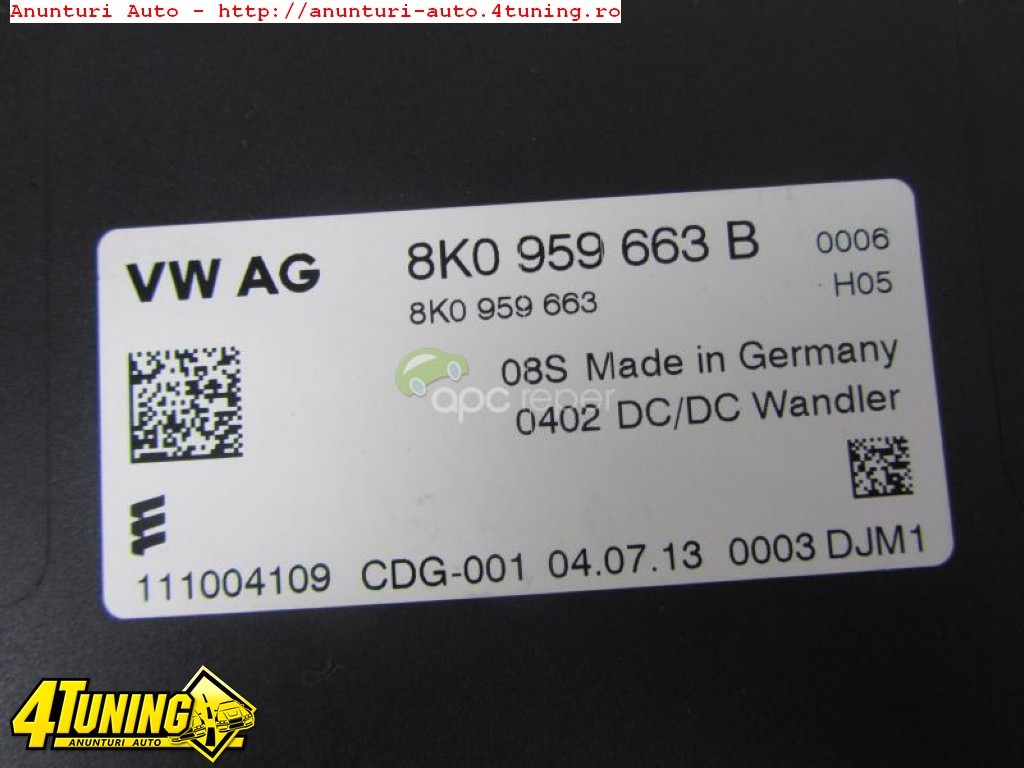 Anunturi Auto - http://anunturi-auto.4tuning.ro
VW AG 8K0 959 663 B 0006
8K0 959 663 H05
08S Made in Germany
apc reper
0402 DC/DC Wandler
111004109 CDG-001 04.07.13 0003 DJM1
4TUNING
ANUNTURI AUTO